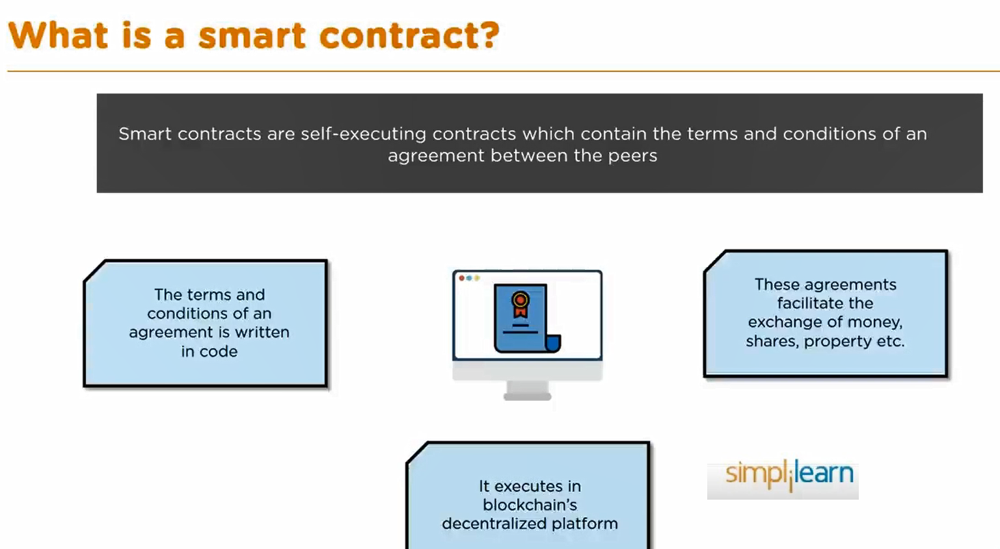 What is a smart contract?
Smart contracts are self-executing contracts which contain the terms and conditions of an
agreement between the peers
The terms and
conditions of an
agreement is written
in code
These agreements
facilitate the
exchange of money,
shares, property etc.
It executes in
blockchain’s
decentralized platform
simplilearn